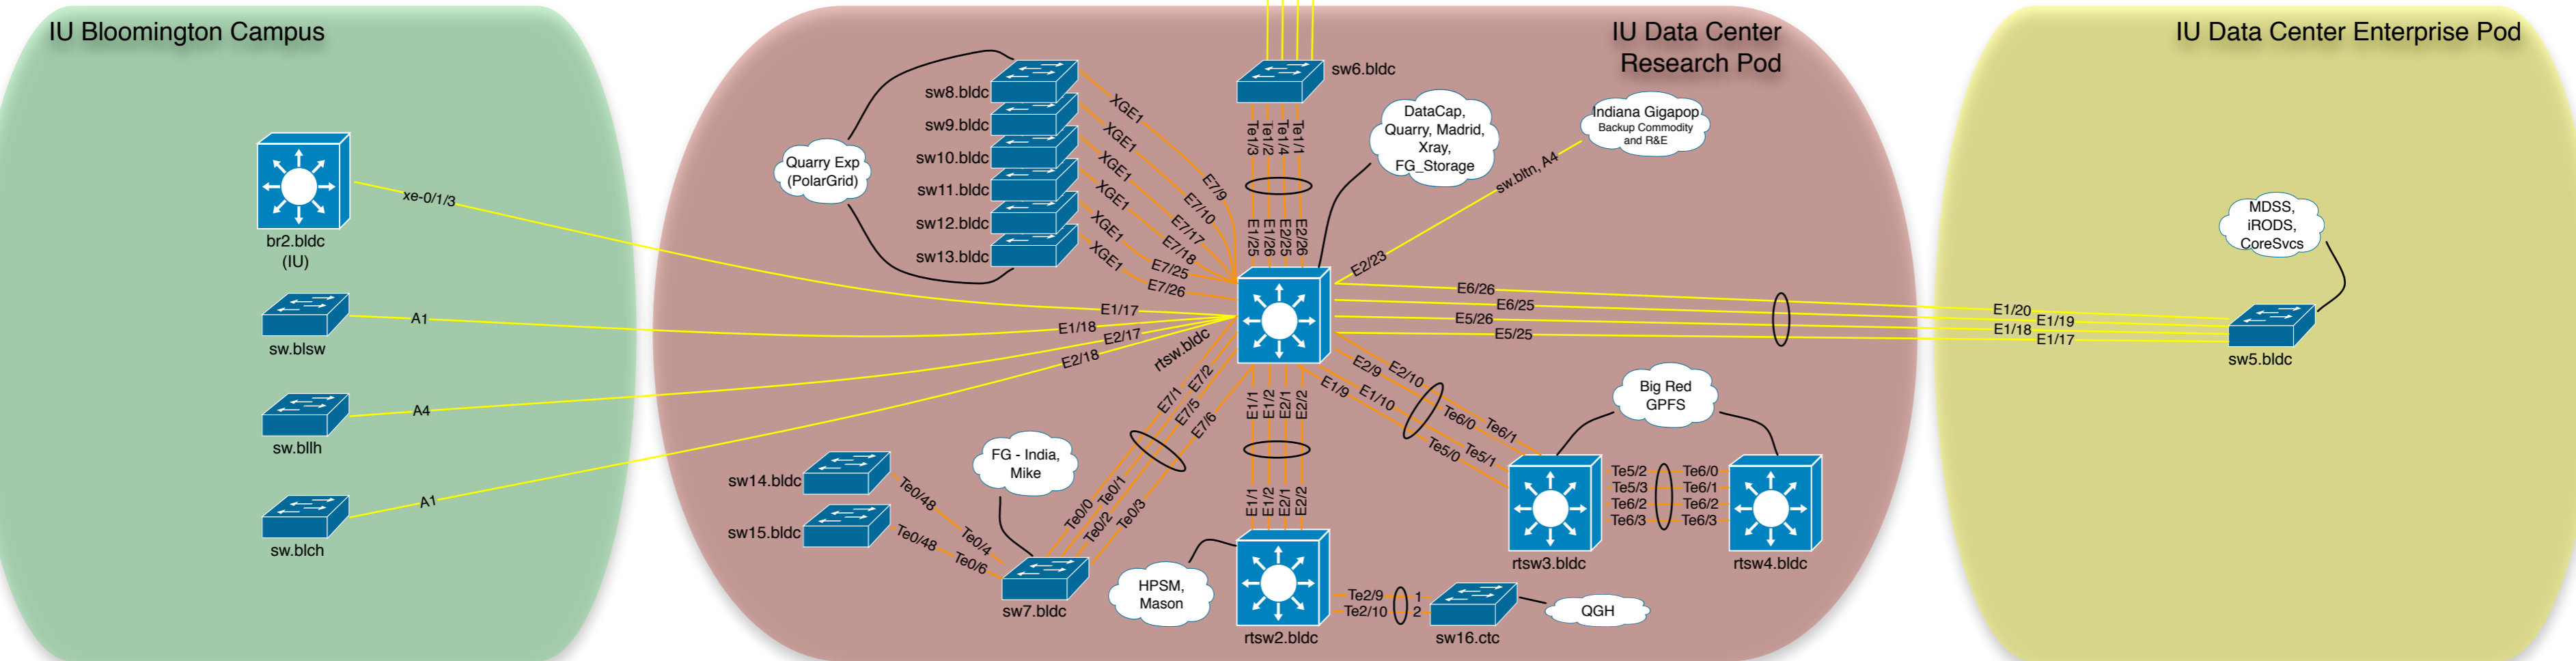 IU Bloomington Campus
br2.bldc
(IU)
xe-0/1/3
sw.blsw
A1
sw.bllh
A4
sw.blch
A1
IU Data Center
Research Pod
sw8.bldc
sw9.bldc
sw10.bldc
sw11.bldc
sw12.bldc
sw13.bldc
Quarry Exp
(PolarGrid)
XGE1
XGE1
XGE1
XGE1
XGE1
XGE1
E7/9
E7/10
E7/17
E7/18
E7/25
E7/26
sw6.bldc
Te1/3
Te1/2
Te1/4
Te1/1
E1/25
E1/26
E2/25
E2/26
DataCap,
Quarry, Madrid,
Xray,
FG_Storage
Indiana Gigapop
Backup Commodity
and R&E
sw.bltn, A4
E2/23
E1/17
E1/18
E2/17
E2/18
rtsw.bldc
E6/26
E6/25
E5/26
E5/25
E7/1
E7/2
E7/5
E7/6
Te0/0
Te0/1
Te0/2
Te0/3
FG - India,
Mike
sw14.bldc
sw15.bldc
Te0/48
Te0/4
Te0/48
Te0/6
sw7.bldc
E1/1
E1/2
E2/1
E2/2
E1/1
E1/2
E2/1
E2/2
HPSM,
Mason
rtsw2.bldc
Te2/9
1
Te2/10
2
sw16.ctc
QGH
E2/9
E2/10
E1/9
E1/10
Te6/0
Te6/1
Te5/0
Te5/1
Big Red
GPFS
rtsw3.bldc
Te5/2
Te6/0
Te5/3
Te6/1
Te6/2
Te6/2
Te6/3
Te6/3
rtsw4.bldc
IU Data Center Enterprise Pod
MDSS,
iRODS,
CoreSvcs
E1/20
E1/19
E1/18
E1/17
sw5.bldc